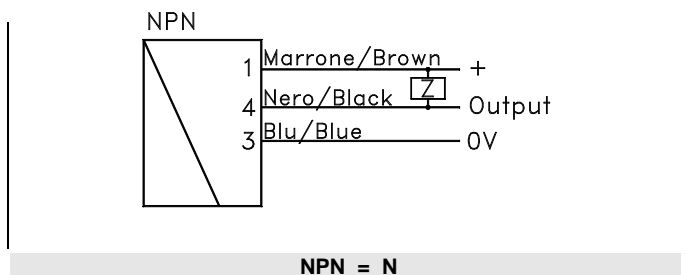 NPN
1 Marrone/Brown +
Z
4 Nero/Black Output
3 Blu/Blue 0V
NPN = N